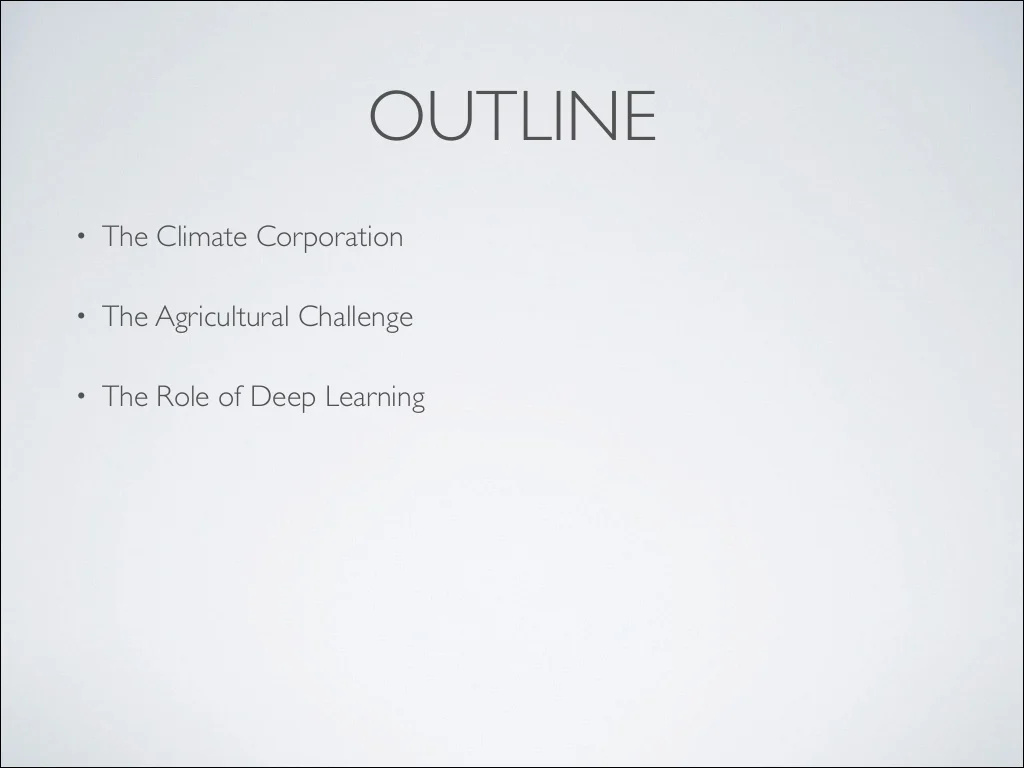 OUTLINE
• The Climate Corporation
• The Agricultural Challenge
• The Role of Deep Learning